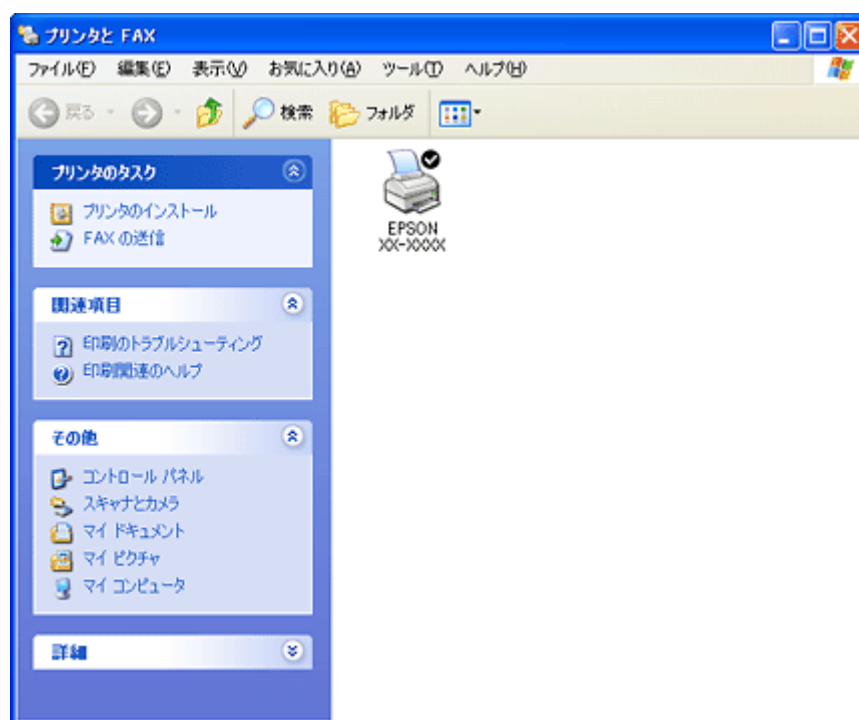 プリンタと FAX
ファイル(F) 編集(E) 表示(V) お気に入り(A) ツール(T) ヘルプ(H)
戻る 検索 フォルダ
プリンタのタスク
プリンタのインストール
FAX の送信
関連項目
印刷のトラブルシューティング
印刷関連のヘルプ
その他
コントロール パネル
スキャナとカメラ
マイ ドキュメント
マイ ピクチャ
マイ コンピュータ
詳細
EPSON
XX-XXXX